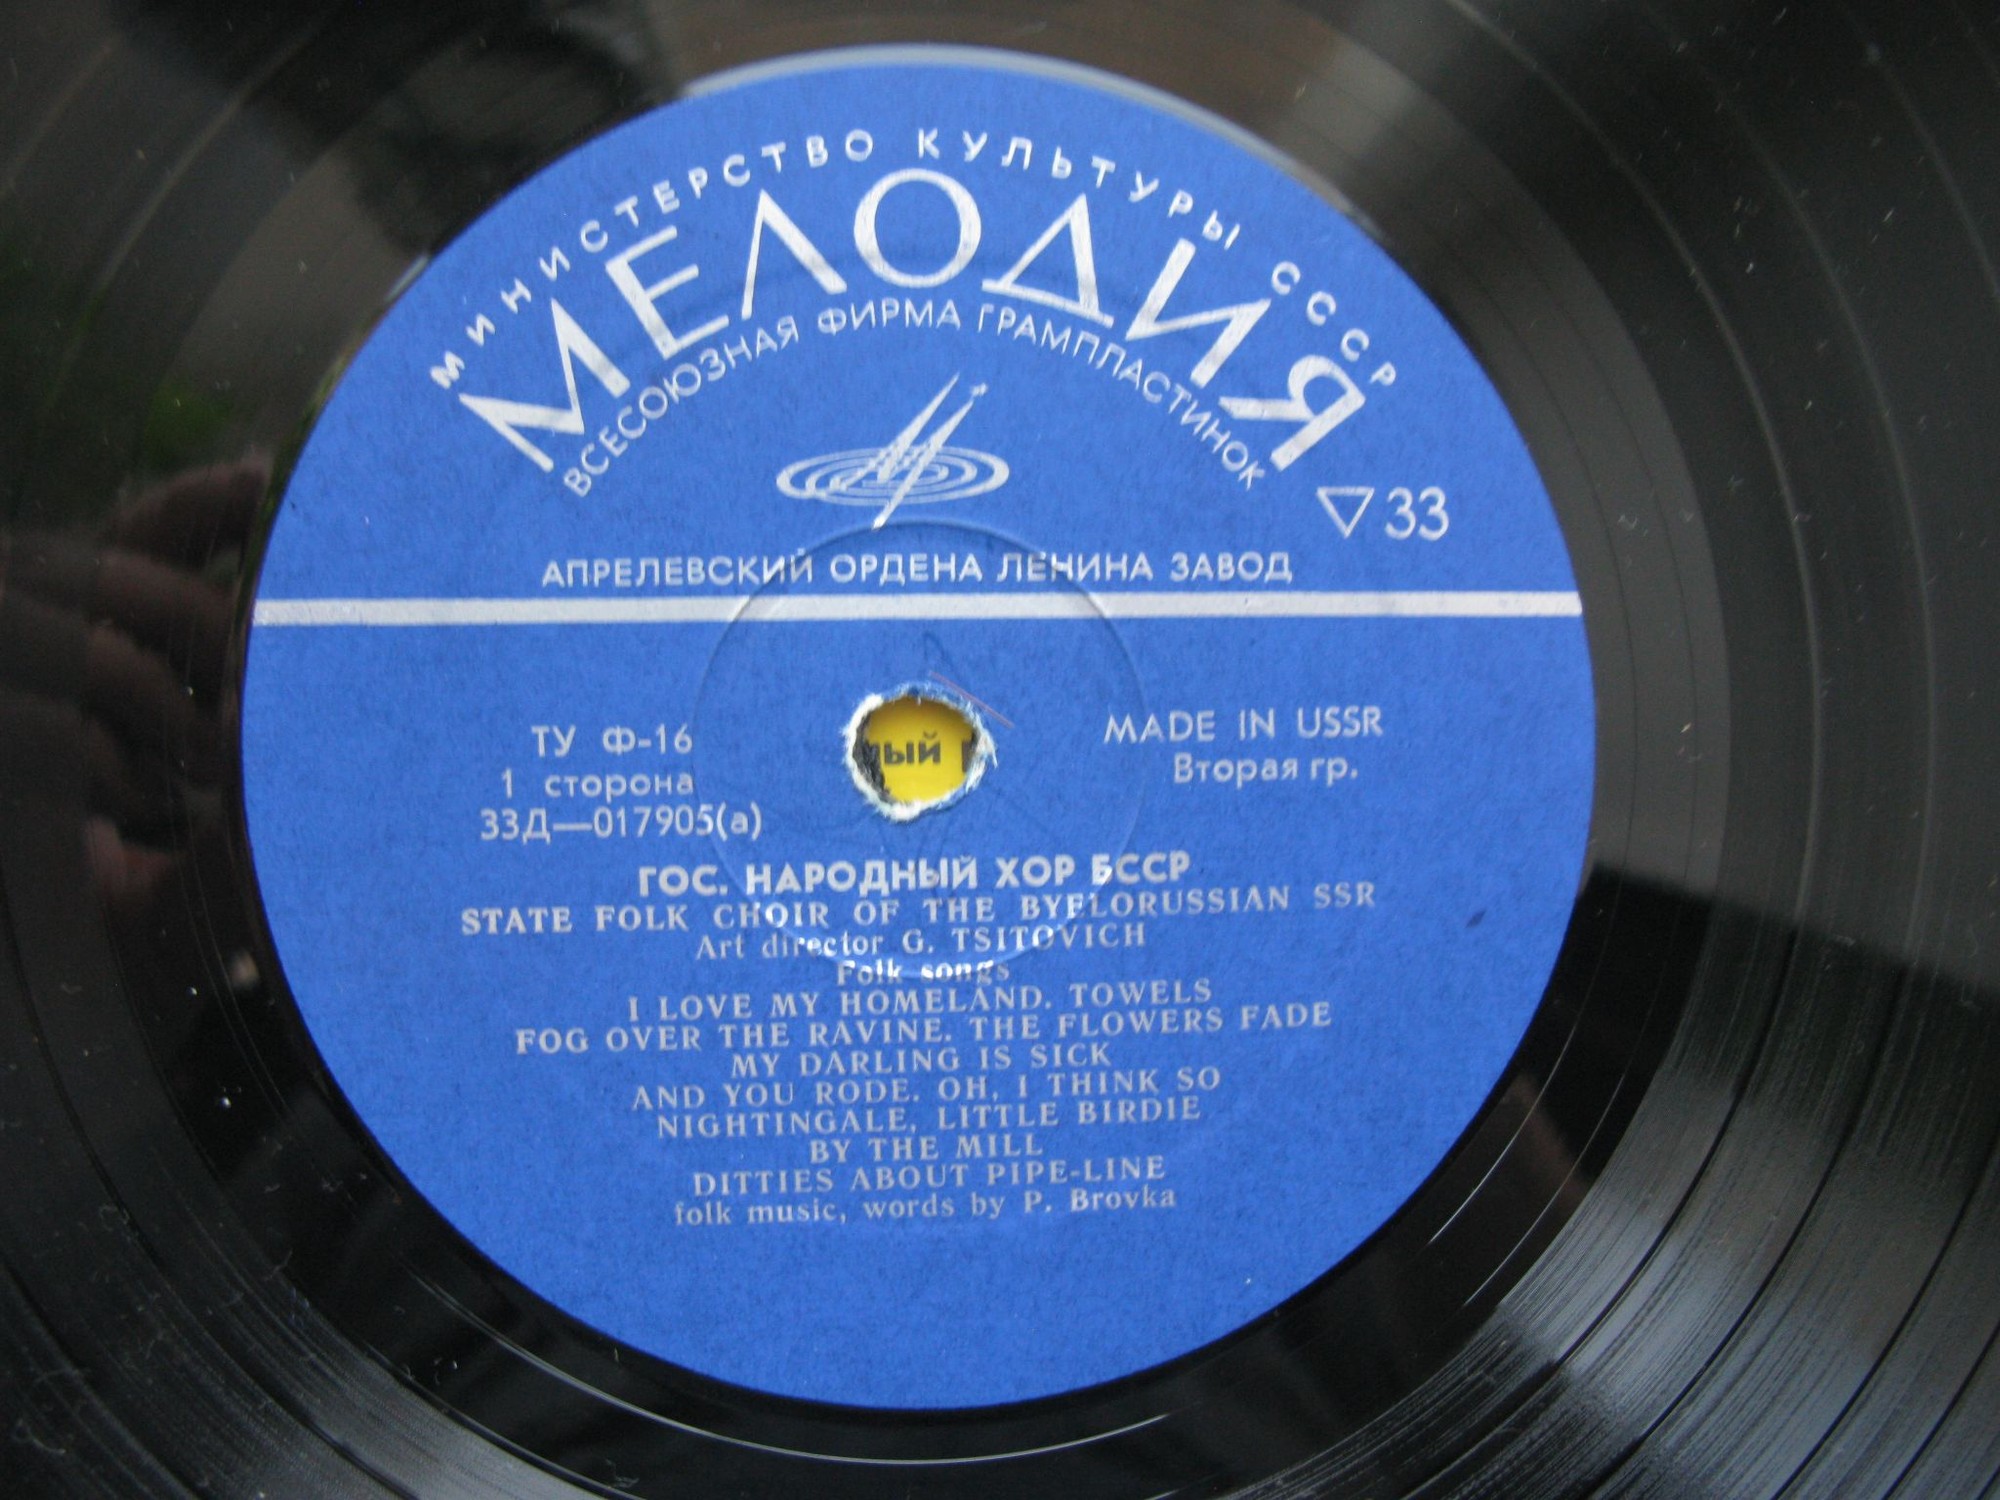 МИНИСТЕРСТВО КУЛЬТУРЫ СССР
МЕЛОДИЯ
ВСЕСОЮЗНАЯ ФИРМА ГРАМПЛАСТИНОК
▽33
АПРЕЛЕВСКИЙ ОРДЕНА ЛЕНИНА ЗАВОД
ТУ Ф-16
1 сторона
33Д—017905(а)
MADE IN USSR
Вторая гр.
ый
ГОС. НАРОДНЫЙ ХОР БССР
STATE FOLK CHOIR OF THE BYELORUSSIAN SSR
Art director G. TSITOVICH
Folk songs
I LOVE MY HOMELAND. TOWELS
FOG OVER THE RAVINE. THE FLOWERS FADE
MY DARLING IS SICK
AND YOU RODE. OH, I THINK SO
NIGHTINGALE, LITTLE BIRDIE
BY THE MILL
DITTIES ABOUT PIPE-LINE
folk music, words by P. Brovka